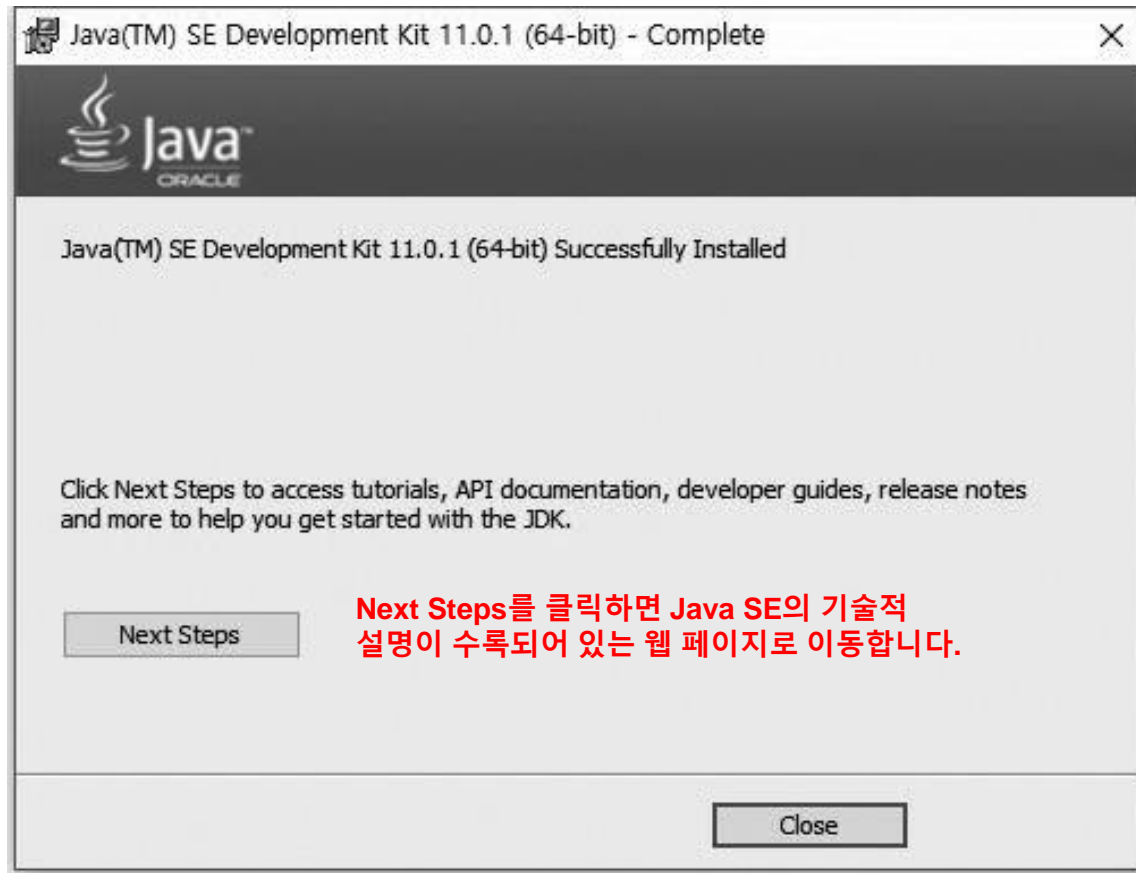 Java(TM) SE Development Kit 11.0.1 (64-bit) - Complete
Java™
ORACLE
Java(TM) SE Development Kit 11.0.1 (64-bit) Successfully Installed
Click Next Steps to access tutorials, API documentation, developer guides, release notes
and more to help you get started with the JDK.
Next Steps를 클릭하면 Java SE의 기술적
설명이 수록되어 있는 웹 페이지로 이동합니다.
Next Steps
Close